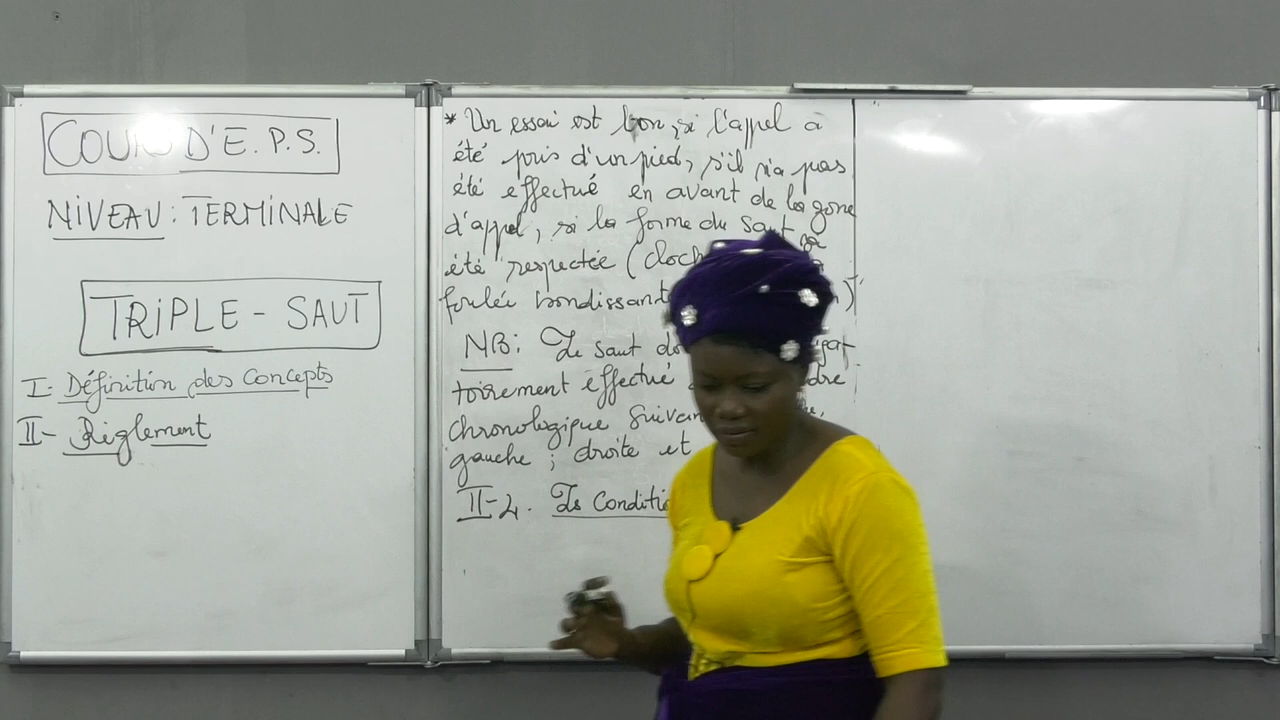 COURS D'E.P.S.
NIVEAU : TERMINALE
TRIPLE - SAUT
I- Définition des Concepts
II- Règlement
* Un essai est bon, si l'appel a
été pris d'un pied, s'il n'a pas
été effectué en avant de la zone
d'appel, si la forme du saut a
été respectée (cloch
foulée bondissant )
NB: Le saut do
toirement effectué dre
chronologique suivan
gauche ; droite et
II-2. Conditio